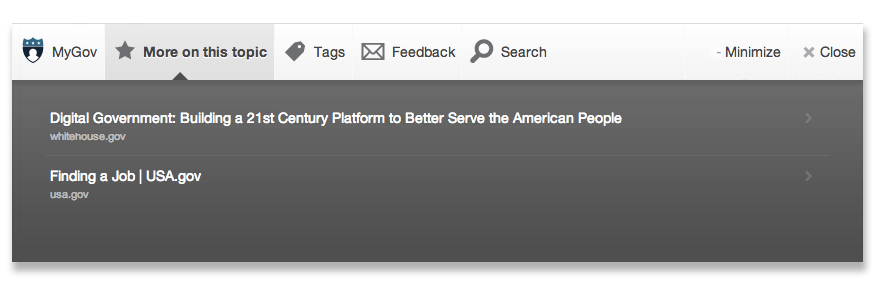 MyGov More on this topic Tags Feedback Search - Minimize Close
Digital Government: Building a 21st Century Platform to Better Serve the American People
whitehouse.gov
Finding a Job | USA.gov
usa.gov